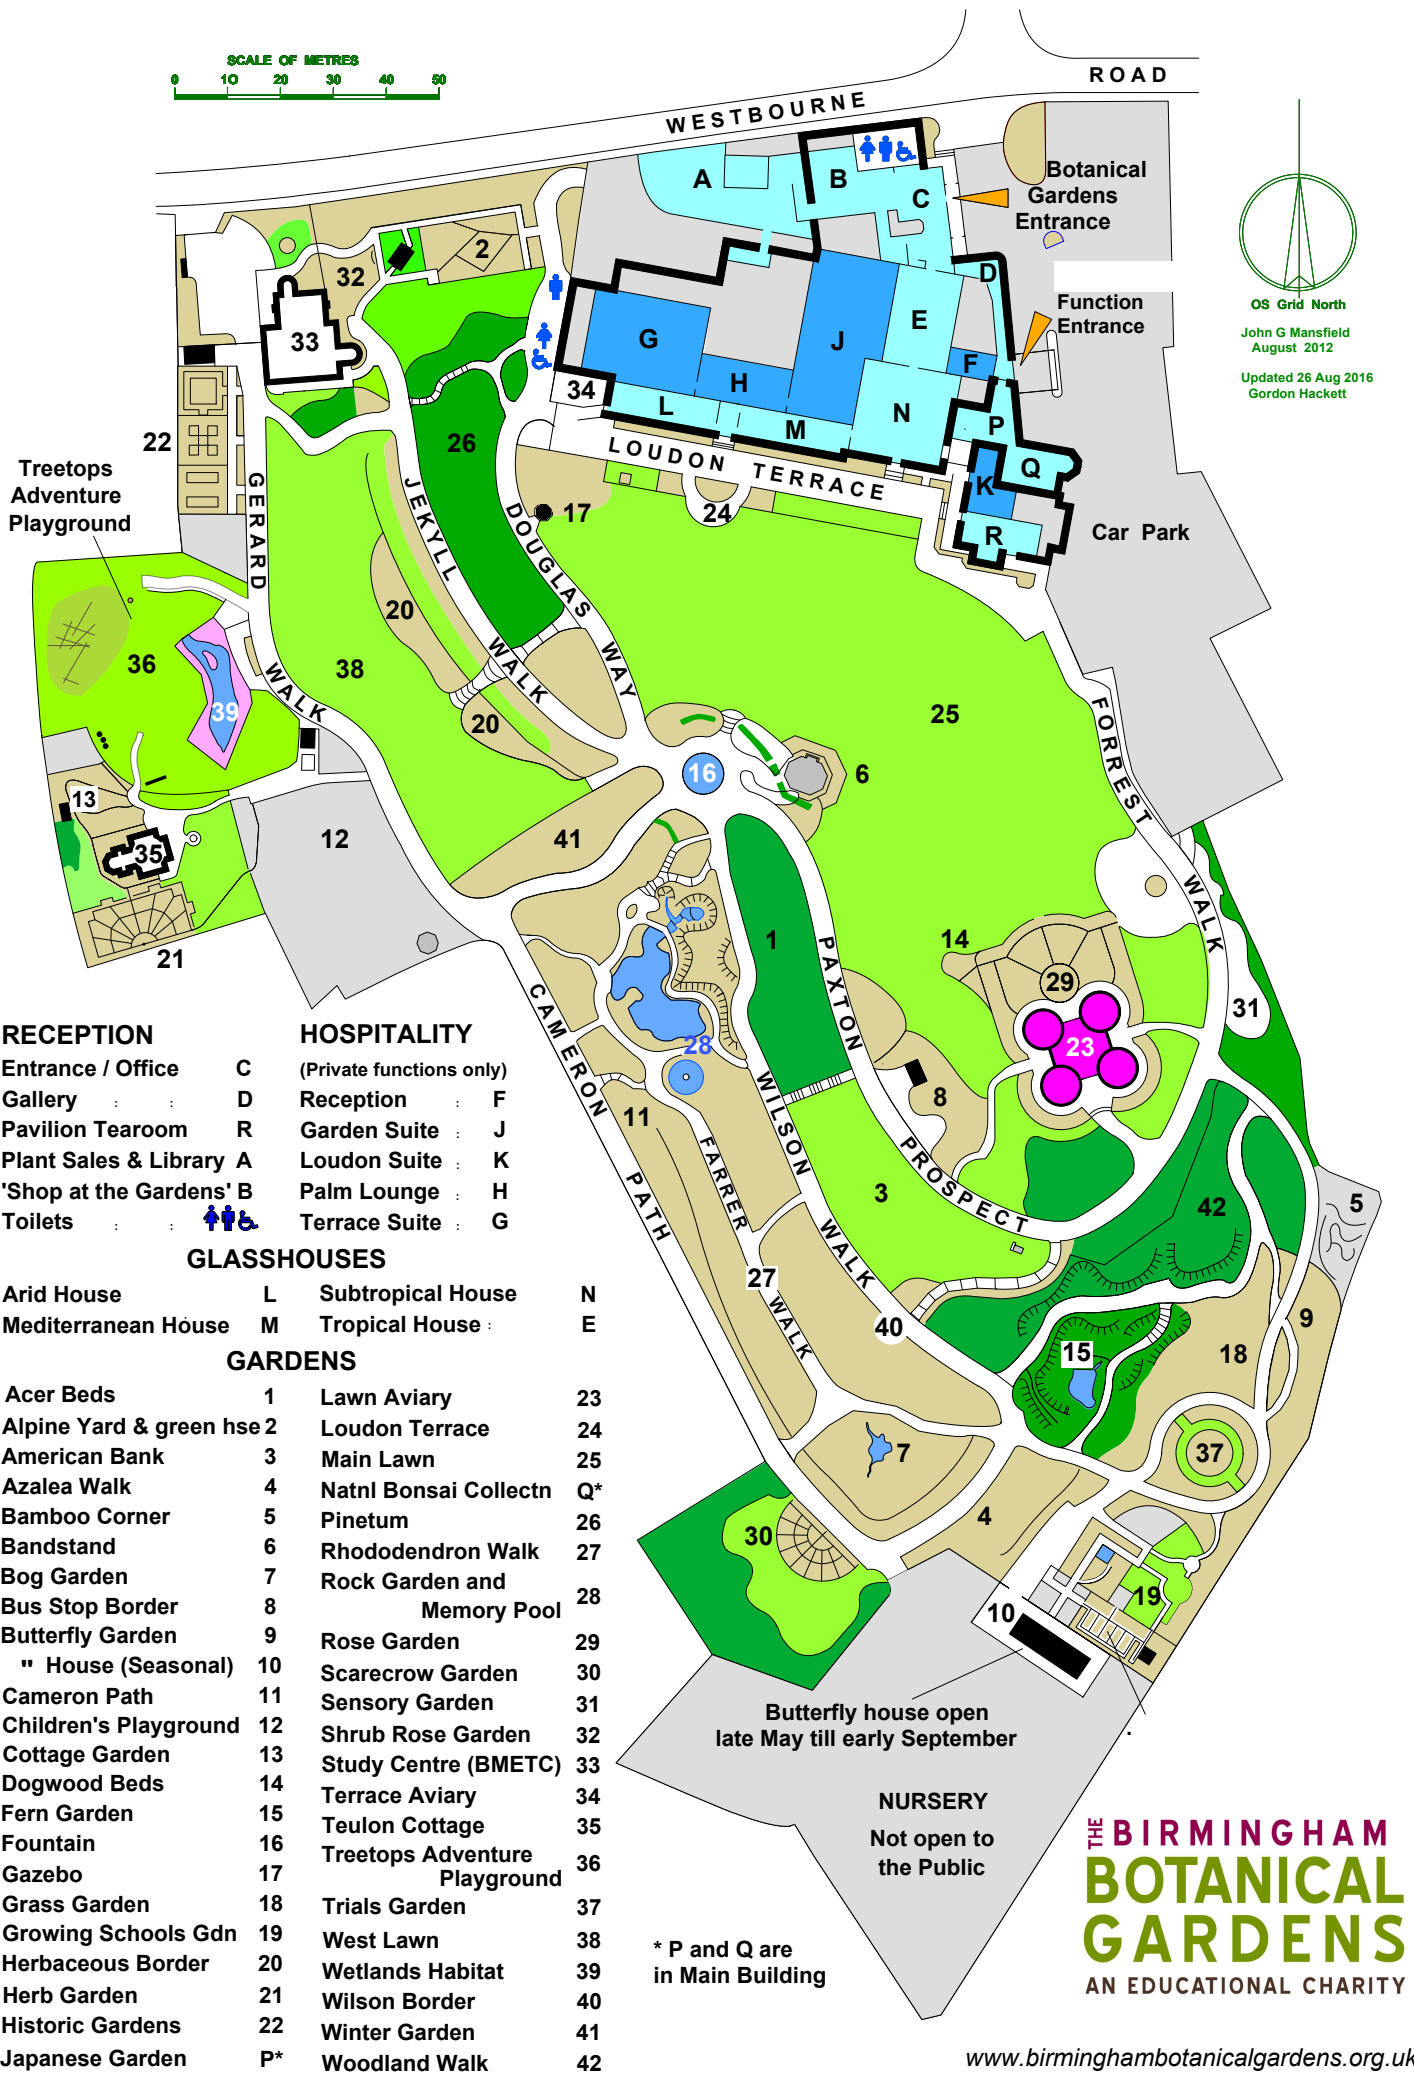 SCALE OF METRES
0 10 20 30 40 50
WESTBOURNE ROAD
A
B
C
Botanical
Gardens
Entrance
D
Function
Entrance
OS Grid North
John G Mansfield
August 2012
Updated 26 Aug 2016
Gordon Hackett
2
32
33
G
H
J
E
F
34
L
M
N
P
Q
K
R
LOUDON TERRACE
24
Car Park
22
26
17
Treetops
Adventure
Playground
GERARD WALK
JEKYLL WALK
DOUGLAS WAY
20
20
36
38
39
25
FORREST WALK
16
6
13
35
12
41
21
1
14
29
23
31
PAXTON PROSPECT
CAMERON PATH
28
WILSON WALK
11
8
FARRER WALK
3
42
5
27
40
15
18
9
7
37
4
30
19
10
Butterfly house open
late May till early September
NURSERY
Not open to
the Public
RECEPTION
Entrance / Office C
Gallery : : D
Pavilion Tearoom R
Plant Sales & Library A
'Shop at the Gardens' B
Toilets : :
HOSPITALITY
(Private functions only)
Reception : F
Garden Suite : J
Loudon Suite : K
Palm Lounge : H
Terrace Suite : G
GLASSHOUSES
Arid House L
Mediterranean House M
Subtropical House N
Tropical House : E
GARDENS
Acer Beds 1
Alpine Yard & green hse 2
American Bank 3
Azalea Walk 4
Bamboo Corner 5
Bandstand 6
Bog Garden 7
Bus Stop Border 8
Butterfly Garden 9
" House (Seasonal) 10
Cameron Path 11
Children's Playground 12
Cottage Garden 13
Dogwood Beds 14
Fern Garden 15
Fountain 16
Gazebo 17
Grass Garden 18
Growing Schools Gdn 19
Herbaceous Border 20
Herb Garden 21
Historic Gardens 22
Japanese Garden P*
Lawn Aviary 23
Loudon Terrace 24
Main Lawn 25
Natnl Bonsai Collectn Q*
Pinetum 26
Rhododendron Walk 27
Rock Garden and
Memory Pool 28
Rose Garden 29
Scarecrow Garden 30
Sensory Garden 31
Shrub Rose Garden 32
Study Centre (BMETC) 33
Terrace Aviary 34
Teulon Cottage 35
Treetops Adventure
Playground 36
Trials Garden 37
West Lawn 38
Wetlands Habitat 39
Wilson Border 40
Winter Garden 41
Woodland Walk 42
* P and Q are
in Main Building
THE BIRMINGHAM
BOTANICAL
GARDENS
AN EDUCATIONAL CHARITY
www.birminghambotanicalgardens.org.uk